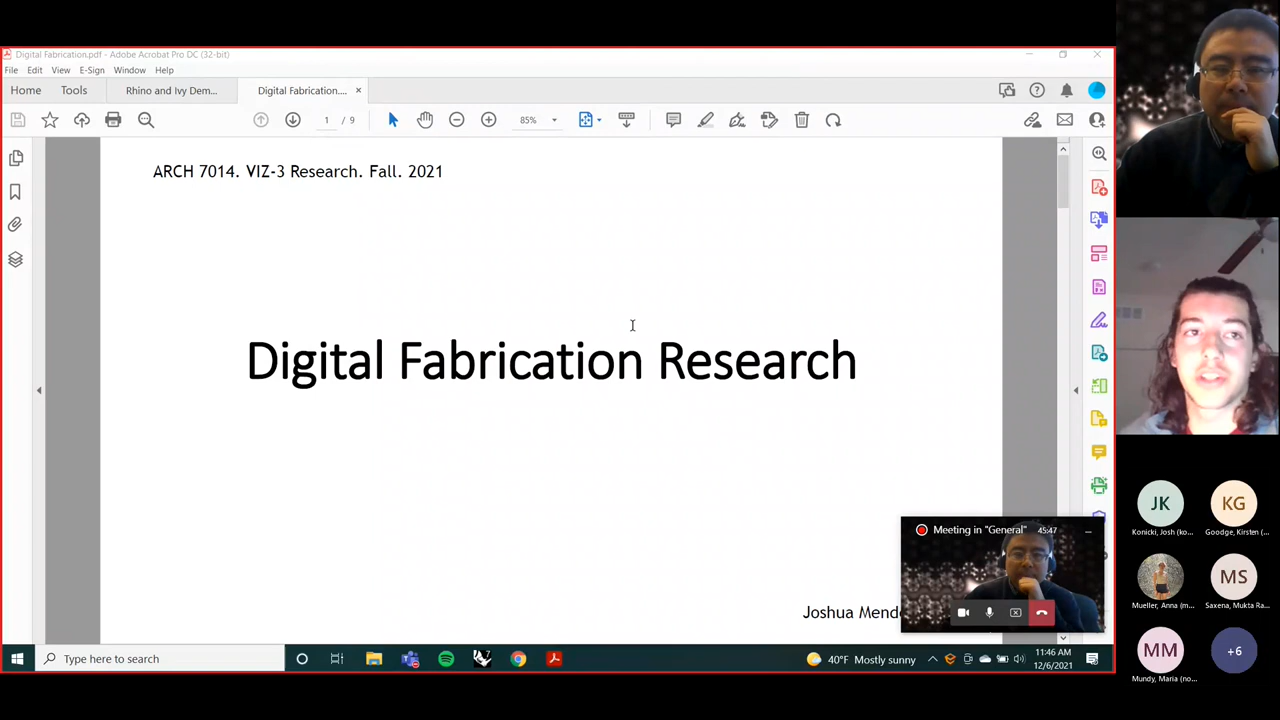 Digital Fabrication.pdf - Adobe Acrobat Pro DC (32-bit)
File Edit View E-Sign Window Help
Home Tools Rhino and Ivy Dem... Digital Fabrication....
1 / 9 85%
ARCH 7014. VIZ-3 Research. Fall. 2021
Digital Fabrication Research
Meeting in "General" 45:47
Joshua
JK KG
Konicki, Josh (ko... Goodge, Kirsten (...
MS
Mueller, Anna (m... Saxena, Mukta Ra...
MM +6
Mundy, Maria (no...
Type here to search
40°F Mostly sunny
11:46 AM
12/6/2021